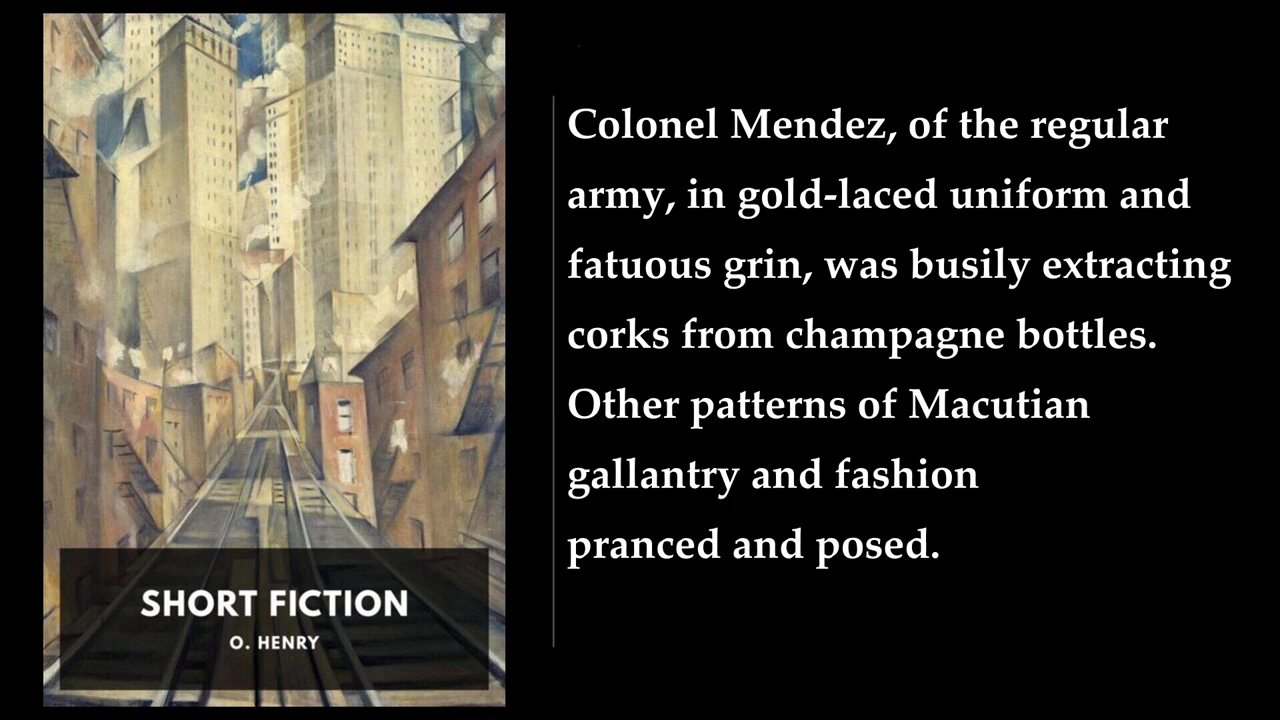 SHORT FICTION
O. HENRY
Colonel Mendez, of the regular
army, in gold-laced uniform and
fatuous grin, was busily extracting
corks from champagne bottles.
Other patterns of Macutian
gallantry and fashion
pranced and posed.